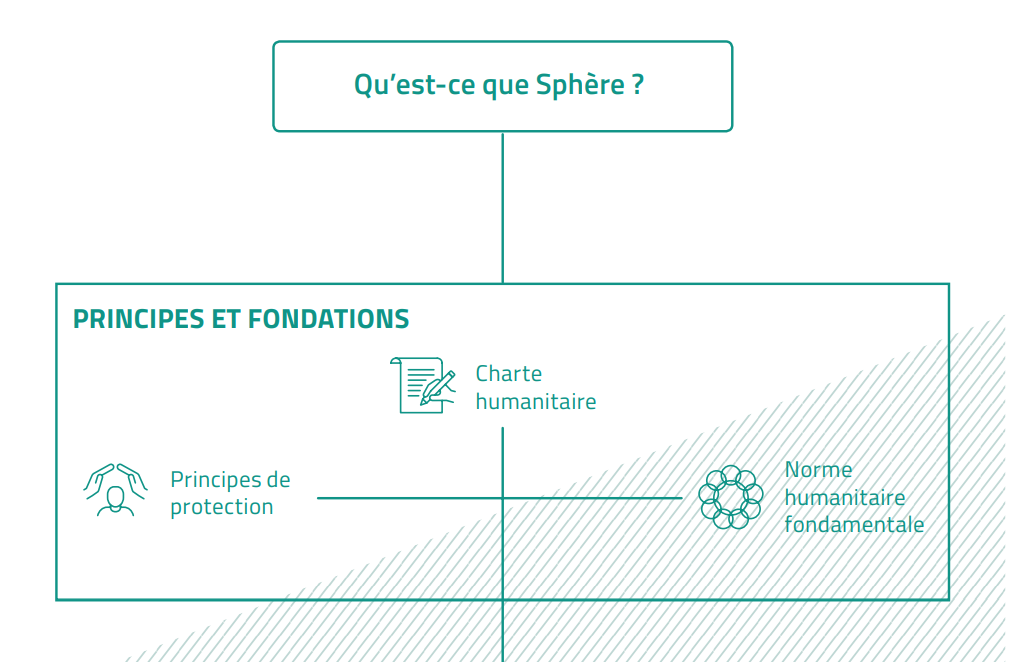 Qu’est-ce que Sphère ?
PRINCIPES ET FONDATIONS
Charte
humanitaire
Principes de
protection
Norme
humanitaire
fondamentale